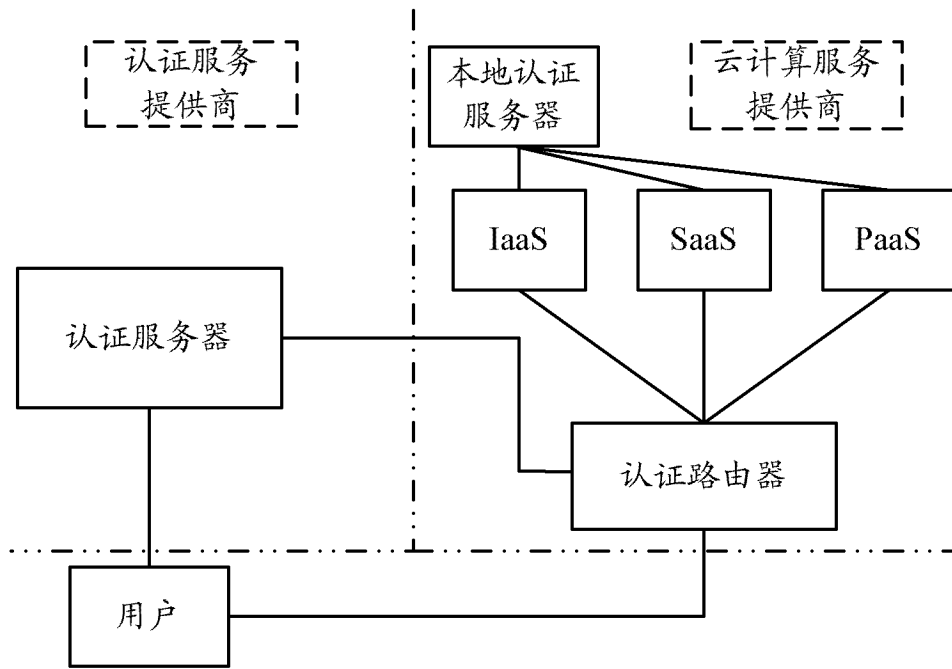 认证服务
提供商
本地认证
服务器
云计算服务
提供商
IaaS
SaaS
PaaS
认证服务器
认证路由器
用户